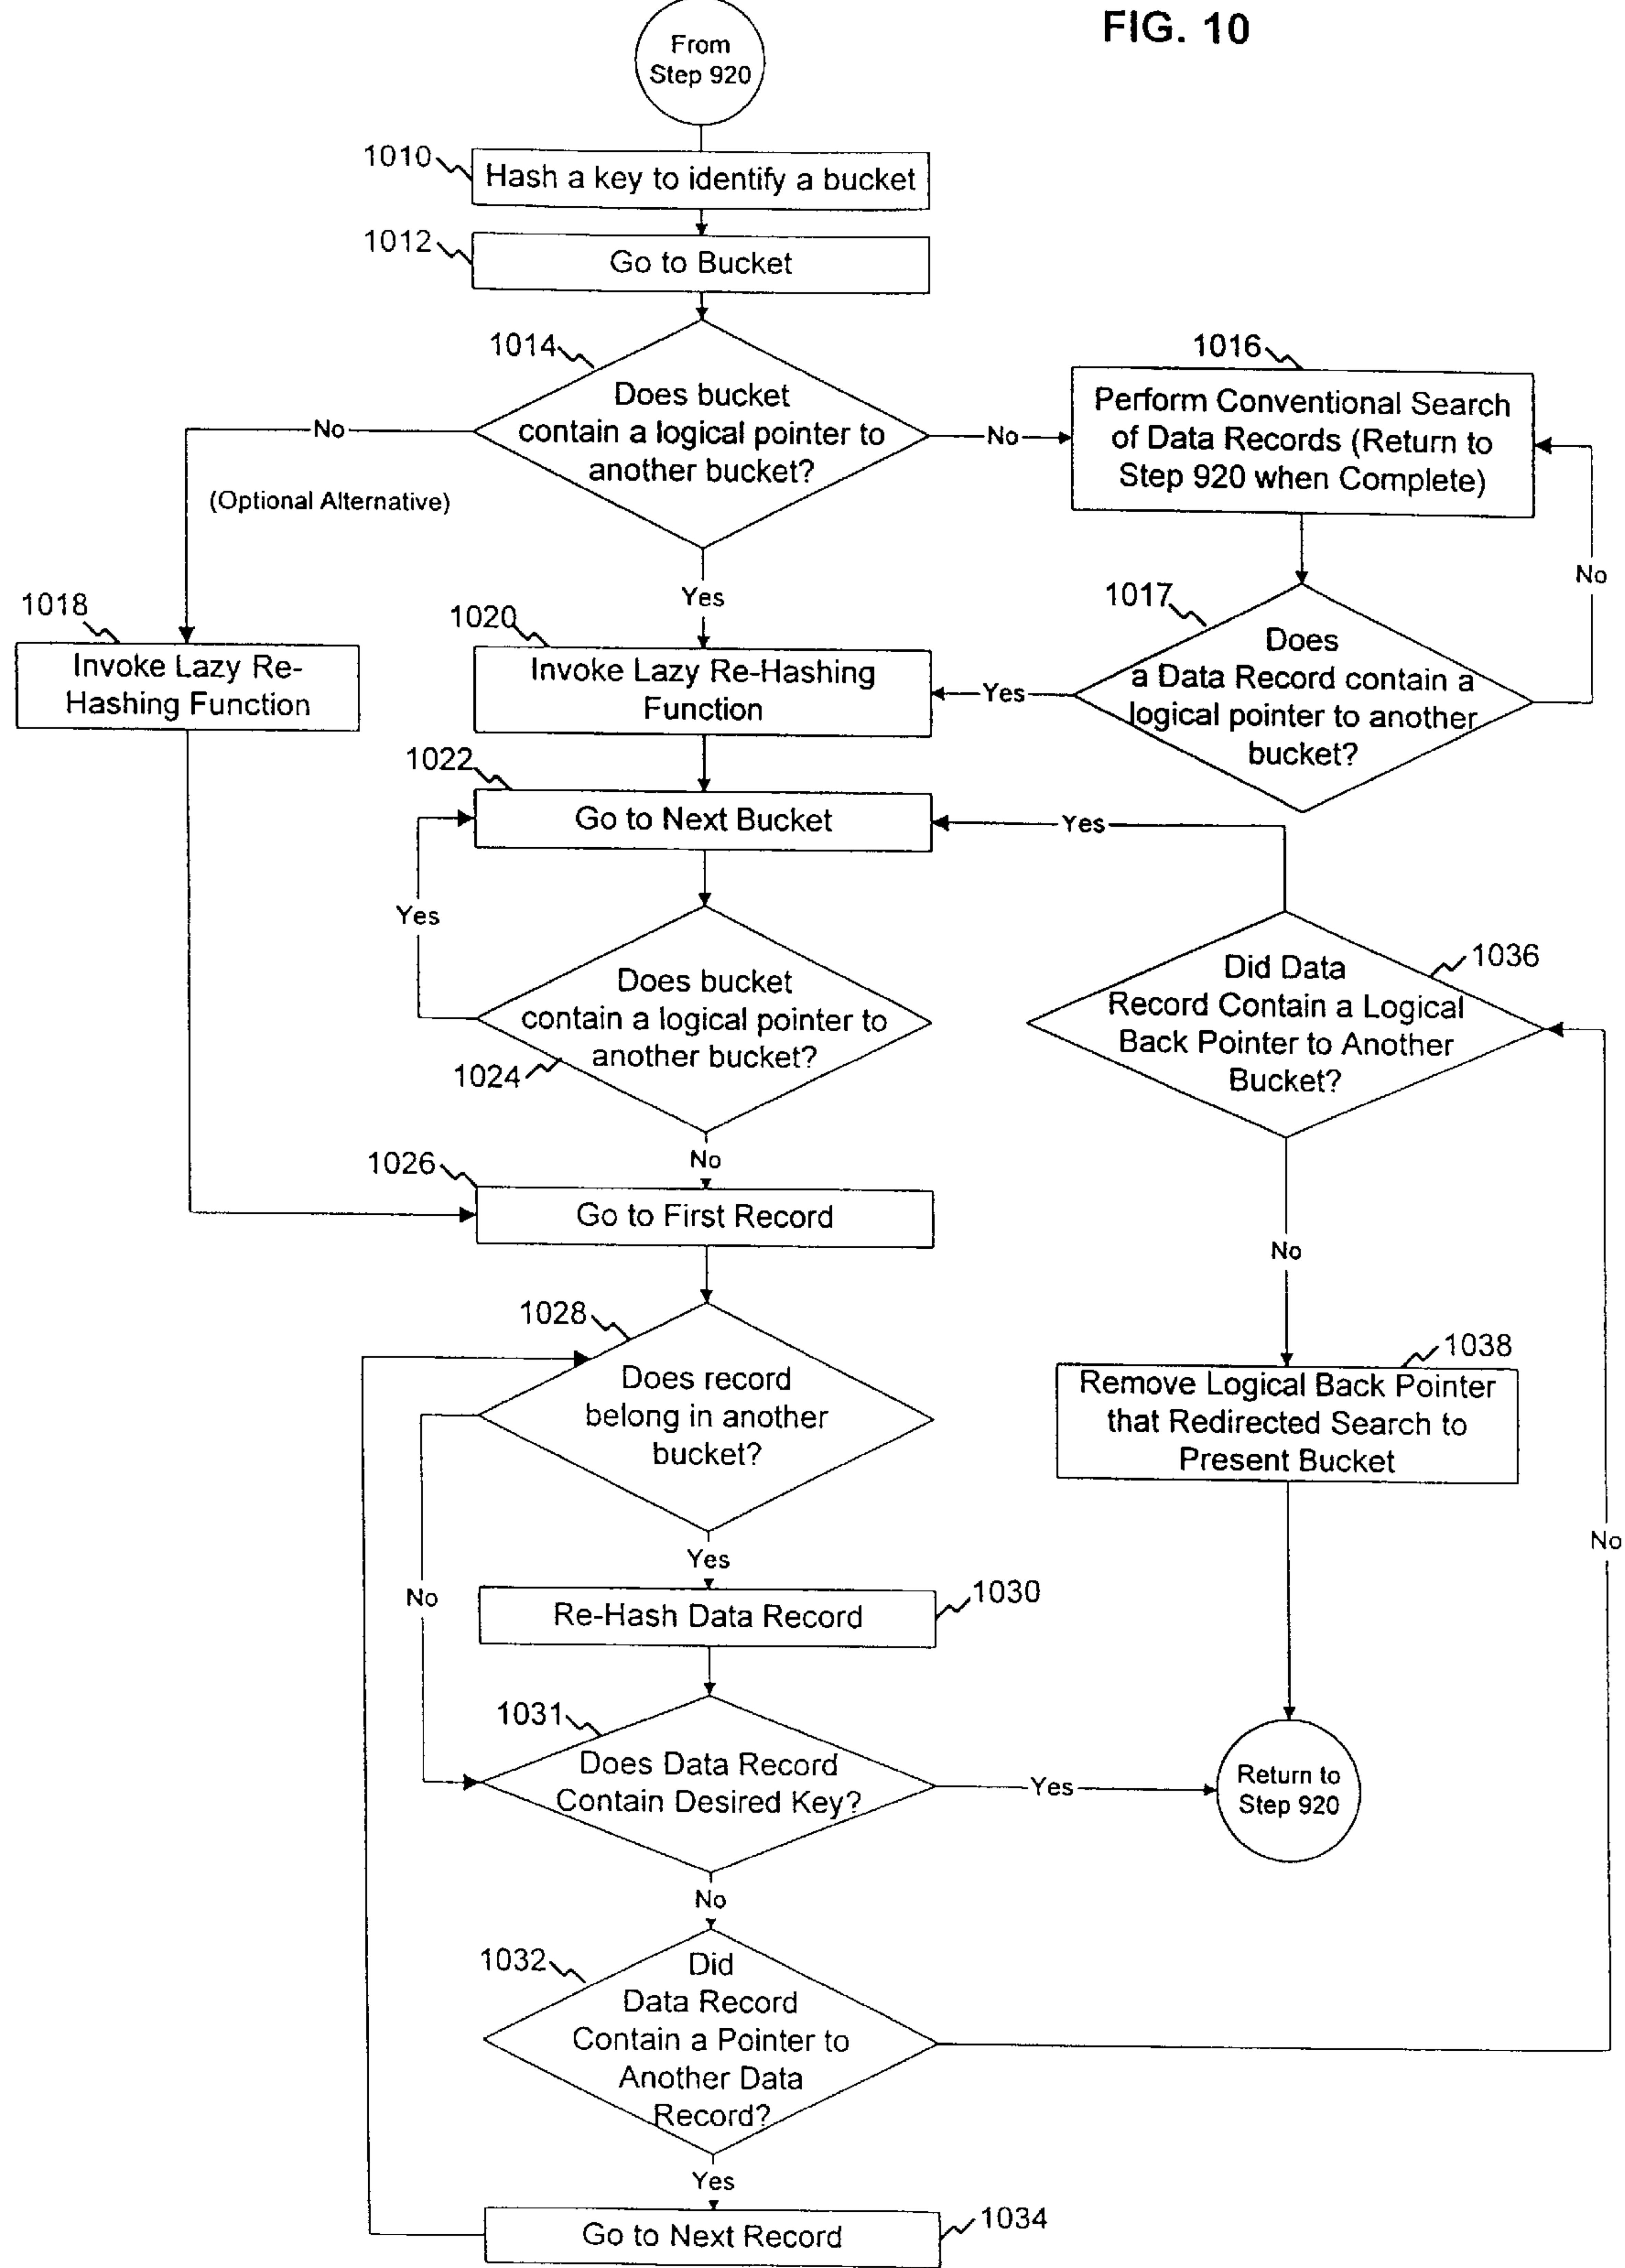 FIG. 10
From
Step 920
1010
Hash a key to identify a bucket
1012
Go to Bucket
1014
Does bucket
contain a logical pointer to
another bucket?
No
(Optional Alternative)
No
1016
Perform Conventional Search
of Data Records (Return to
Step 920 when Complete)
Yes
No
1017
Does
a Data Record contain a
logical pointer to another
bucket?
Yes
1018
Invoke Lazy Re-
Hashing Function
1020
Invoke Lazy Re-Hashing
Function
1022
Go to Next Bucket
Yes
Yes
Does bucket
contain a logical pointer to
another bucket?
1024
1036
Did Data
Record Contain a Logical
Back Pointer to Another
Bucket?
No
1026
Go to First Record
No
1028
Does record
belong in another
bucket?
1038
Remove Logical Back Pointer
that Redirected Search to
Present Bucket
No
Yes
No
Re-Hash Data Record
1030
1031
Does Data Record
Contain Desired Key?
Yes
Return to
Step 920
No
1032
Did
Data Record
Contain a Pointer to
Another Data
Record?
Yes
Go to Next Record
1034